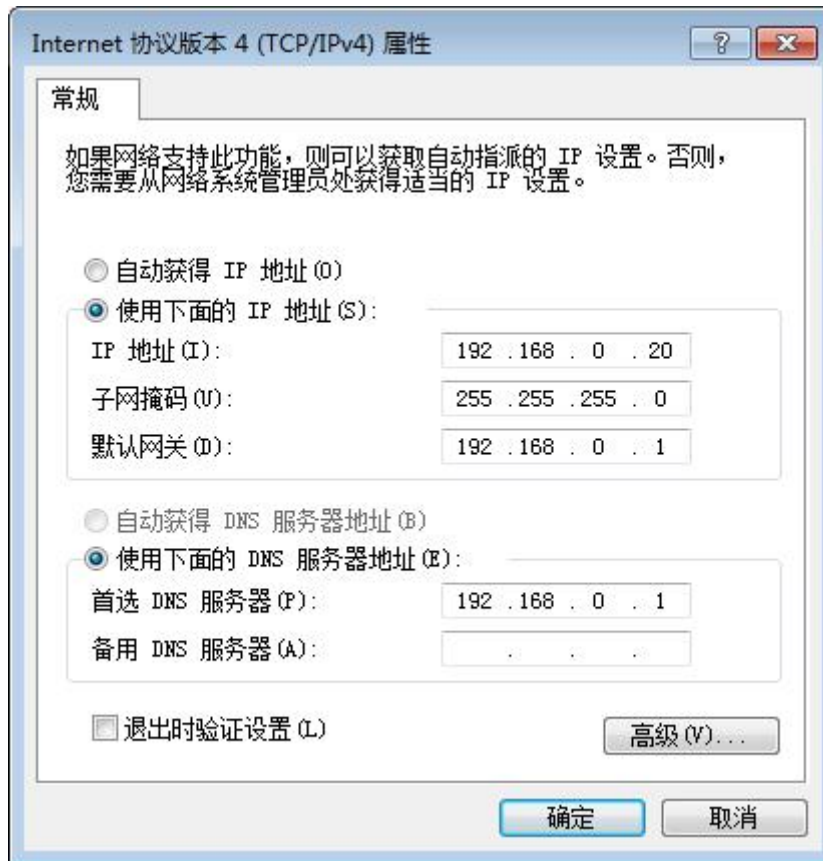 Internet 协议版本 4 (TCP/IPv4) 属性
常规
如果网络支持此功能，则可以获取自动指派的 IP 设置。否则，
您需要从网络系统管理员处获得适当的 IP 设置。
自动获得 IP 地址(O)
使用下面的 IP 地址(S):
IP 地址(I): 192 .168 . 0 . 20
子网掩码(U): 255 .255 .255 . 0
默认网关(D): 192 .168 . 0 . 1
自动获得 DNS 服务器地址(B)
使用下面的 DNS 服务器地址(E):
首选 DNS 服务器(P): 192 .168 . 0 . 1
备用 DNS 服务器(A): . . .
退出时验证设置(L) 高级(V)...
确定 取消